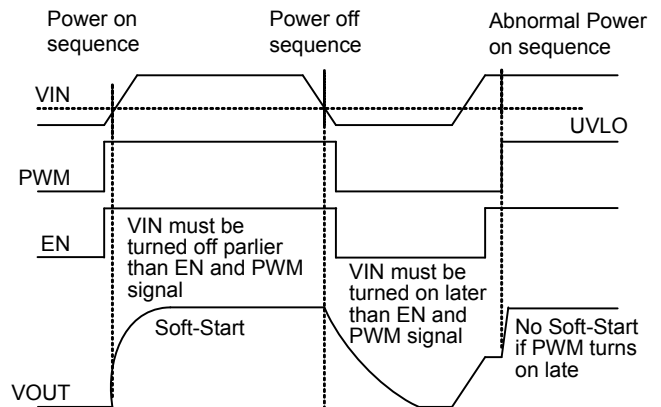 Power on
sequence
Power off
sequence
Abnormal Power
on sequence
VIN
UVLO
PWM
EN
VIN must be
turned off parlier
than EN and PWM
signal
VIN must be
turned on later
than EN and
PWM signal
Soft-Start
No Soft-Start
if PWM turns
on late
VOUT